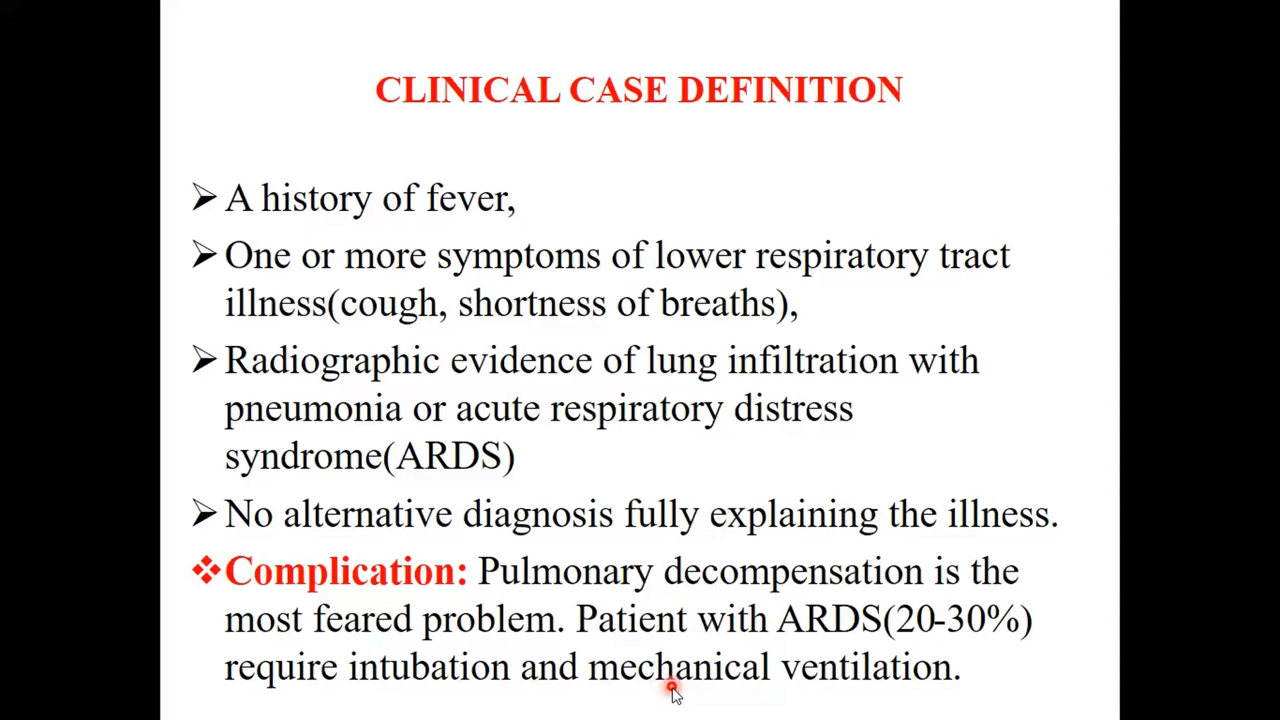 CLINICAL CASE DEFINITION
➢ A history of fever,
➢ One or more symptoms of lower respiratory tract
illness(cough, shortness of breaths),
➢ Radiographic evidence of lung infiltration with
pneumonia or acute respiratory distress
syndrome(ARDS)
➢ No alternative diagnosis fully explaining the illness.
❖ Complication: Pulmonary decompensation is the
most feared problem. Patient with ARDS(20-30%)
require intubation and mechanical ventilation.